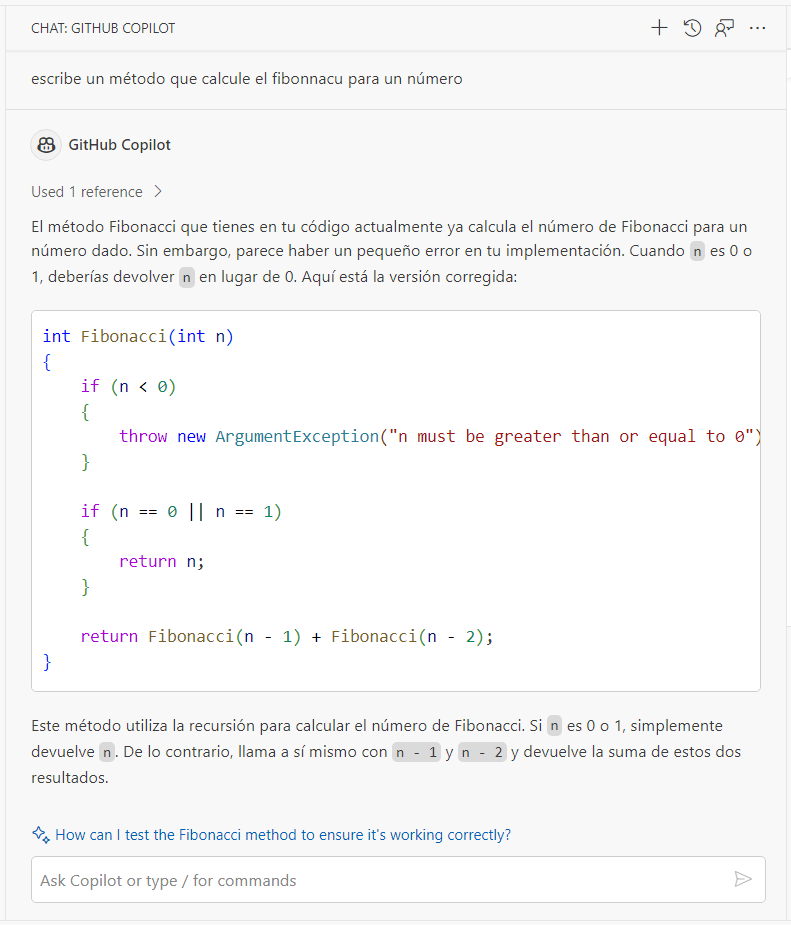 CHAT: GITHUB COPILOT
escribe un método que calcule el fibonnacu para un número
GitHub Copilot
Used 1 reference
El método Fibonacci que tienes en tu código actualmente ya calcula el número de Fibonacci para un
número dado. Sin embargo, parece haber un pequeño error en tu implementación. Cuando n es 0 o
1, deberías devolver n en lugar de 0. Aquí está la versión corregida:
int Fibonacci(int n)
{
    if (n < 0)
    {
        throw new ArgumentException("n must be greater than or equal to 0")
    }

    if (n == 0 || n == 1)
    {
        return n;
    }

    return Fibonacci(n - 1) + Fibonacci(n - 2);
}
Este método utiliza la recursión para calcular el número de Fibonacci. Si n es 0 o 1, simplemente
devuelve n. De lo contrario, llama a sí mismo con n - 1 y n - 2 y devuelve la suma de estos dos
resultados.
How can I test the Fibonacci method to ensure it's working correctly?
Ask Copilot or type / for commands